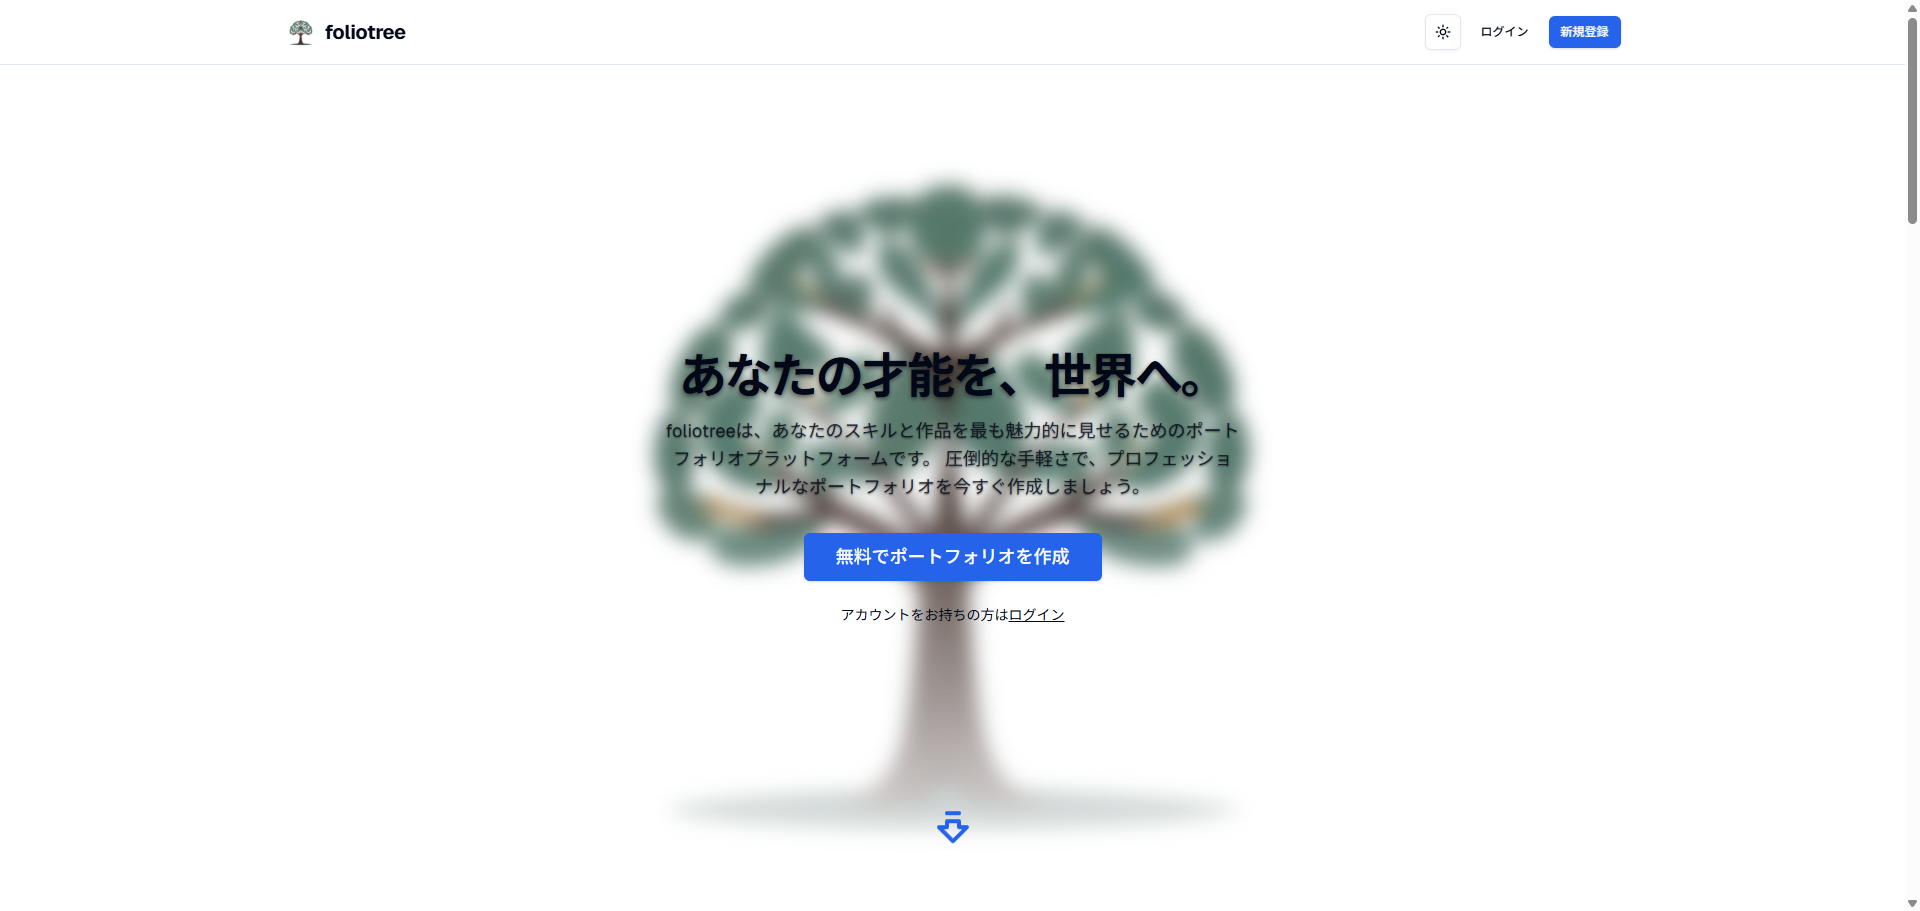 foliotree
ログイン
新規登録
あなたの才能を、世界へ。
foliotreeは、あなたのスキルと作品を最も魅力的に見せるためのポート
フォリオプラットフォームです。 圧倒的な手軽さで、プロフェッショ
ナルなポートフォリオを今すぐ作成しましょう。
無料でポートフォリオを作成
アカウントをお持ちの方はログイン